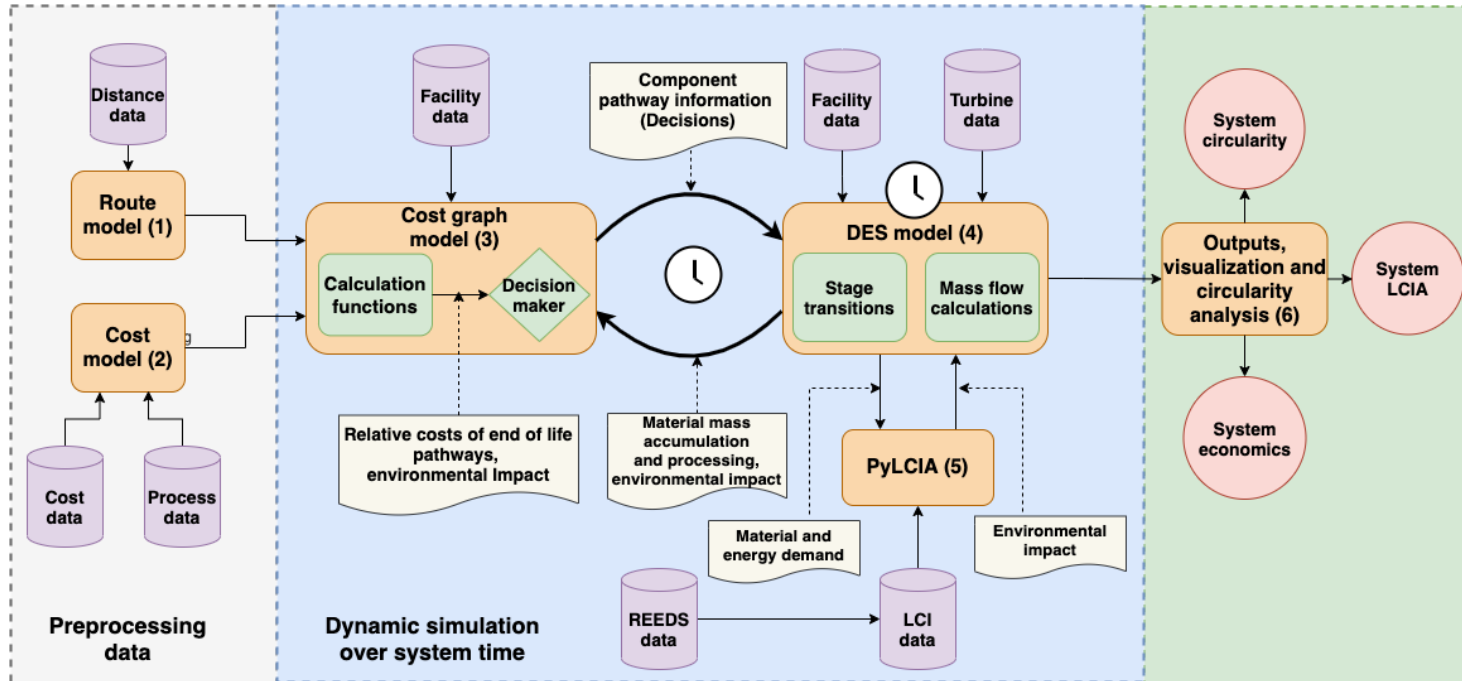 Distance
data
Route
model (1)
Cost
model (2)
g
Cost
data
Process
data
Preprocessing
data
Facility
data
Cost graph
model (3)
Calculation
functions
Decision
maker
Relative costs of end of life
pathways,
environmental Impact
Component
pathway information
(Decisions)
Material mass
accumulation
and processing,
environmental impact
Facility
data
Turbine
data
DES model (4)
Stage
transitions
Mass flow
calculations
PyLCIA (5)
Material and
energy demand
Environmental
impact
REEDS
data
LCI
data
Dynamic simulation
over system time
System
circularity
Outputs,
visualization and
circularity
analysis (6)
System
LCIA
System
economics